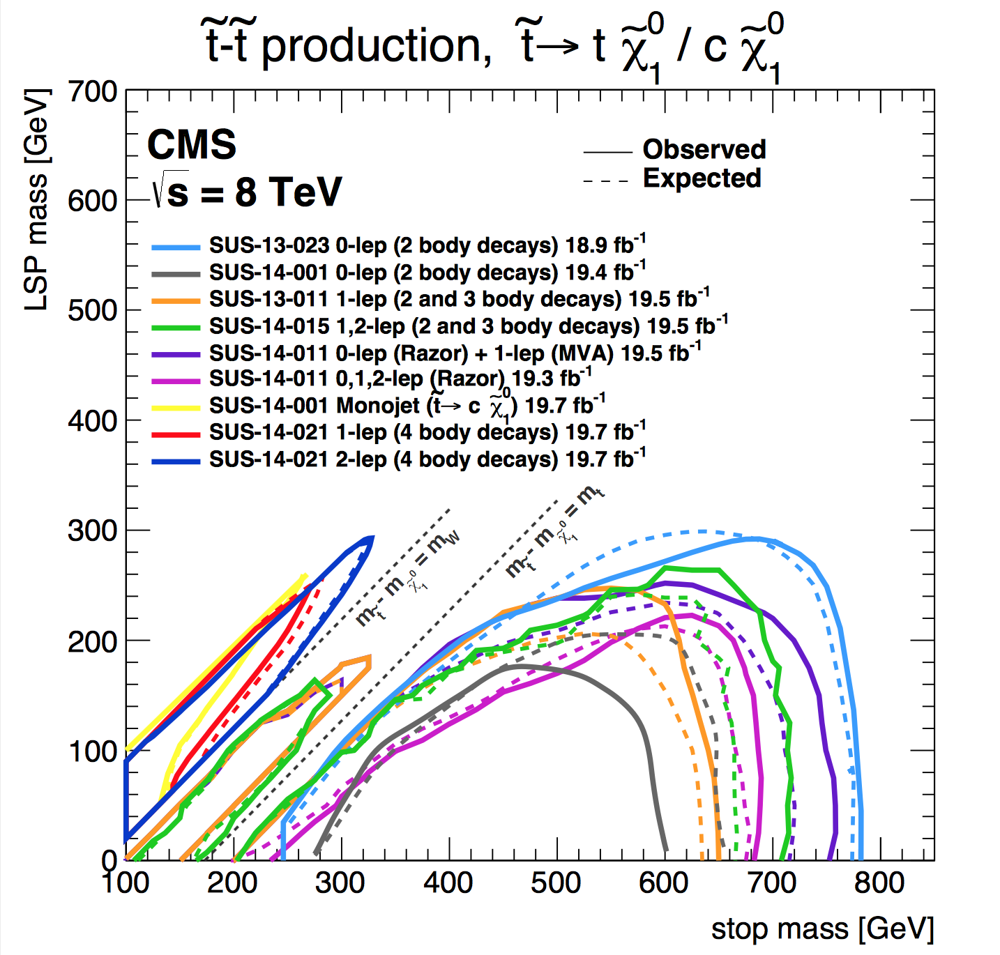 t̃-t̃ production, t̃→ t χ̃⁰₁ / c χ̃⁰₁
LSP mass [GeV]
700
600
500
400
300
200
100
0
CMS
√s = 8 TeV
Observed
Expected
SUS-13-023 0-lep (2 body decays) 18.9 fb⁻¹
SUS-14-001 0-lep (2 body decays) 19.4 fb⁻¹
SUS-13-011 1-lep (2 and 3 body decays) 19.5 fb⁻¹
SUS-14-015 1,2-lep (2 and 3 body decays) 19.5 fb⁻¹
SUS-14-011 0-lep (Razor) + 1-lep (MVA) 19.5 fb⁻¹
SUS-14-011 0,1,2-lep (Razor) 19.3 fb⁻¹
SUS-14-001 Monojet (t̃→ c χ̃⁰₁) 19.7 fb⁻¹
SUS-14-021 1-lep (4 body decays) 19.7 fb⁻¹
SUS-14-021 2-lep (4 body decays) 19.7 fb⁻¹
m_t̃ - m_χ̃⁰₁ = m_W
m_t̃ - m_χ̃⁰₁ = m_t
100 200 300 400 500 600 700 800
stop mass [GeV]